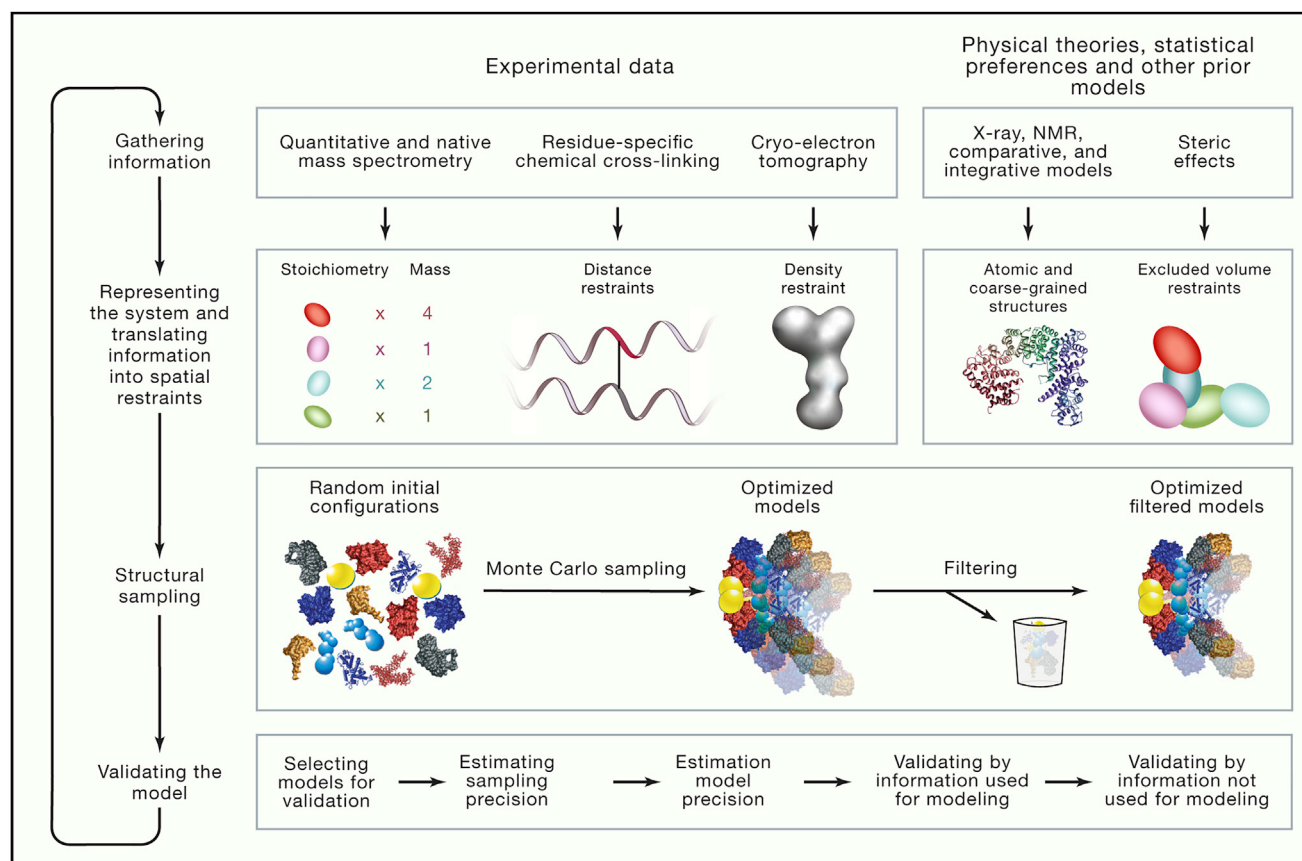 Experimental data
Physical theories, statistical
preferences and other prior
models
Gathering
information
Quantitative and native
mass spectrometry
Residue-specific
chemical cross-linking
Cryo-electron
tomography
X-ray, NMR,
comparative, and
integrative models
Steric
effects
Representing
the system and
translating
information
into spatial
restraints
Stoichiometry
Mass
x 4
x 1
x 2
x 1
Distance
restraints
Density
restraint
Atomic and
coarse-grained
structures
Excluded volume
restraints
Structural
sampling
Random initial
configurations
Monte Carlo sampling
Optimized
models
Filtering
Optimized
filtered models
Validating the
model
Selecting
models for
validation
Estimating
sampling
precision
Estimation
model
precision
Validating by
information used
for modeling
Validating by
information not
used for modeling